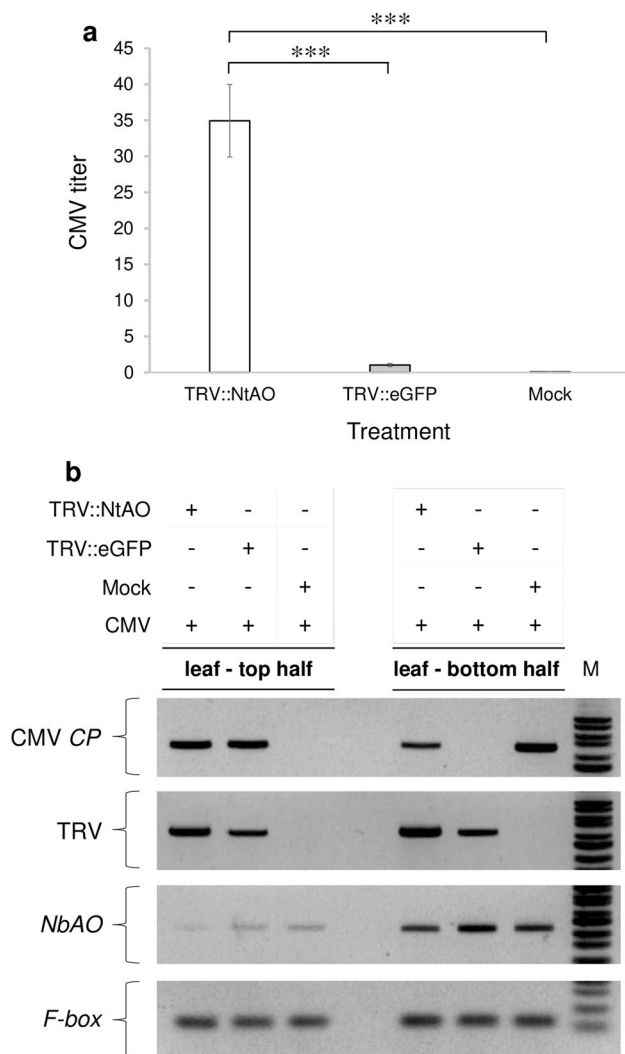 a
***
***
45
40
35
30
25
20
15
10
5
0
CMV titer
TRV::NtAO TRV::eGFP Mock
Treatment
b
TRV::NtAO + - - + - -
TRV::eGFP - + - - + -
Mock - - + - - +
CMV + + + + + +
leaf - top half leaf - bottom half M
CMV CP
TRV
NbAO
F-box